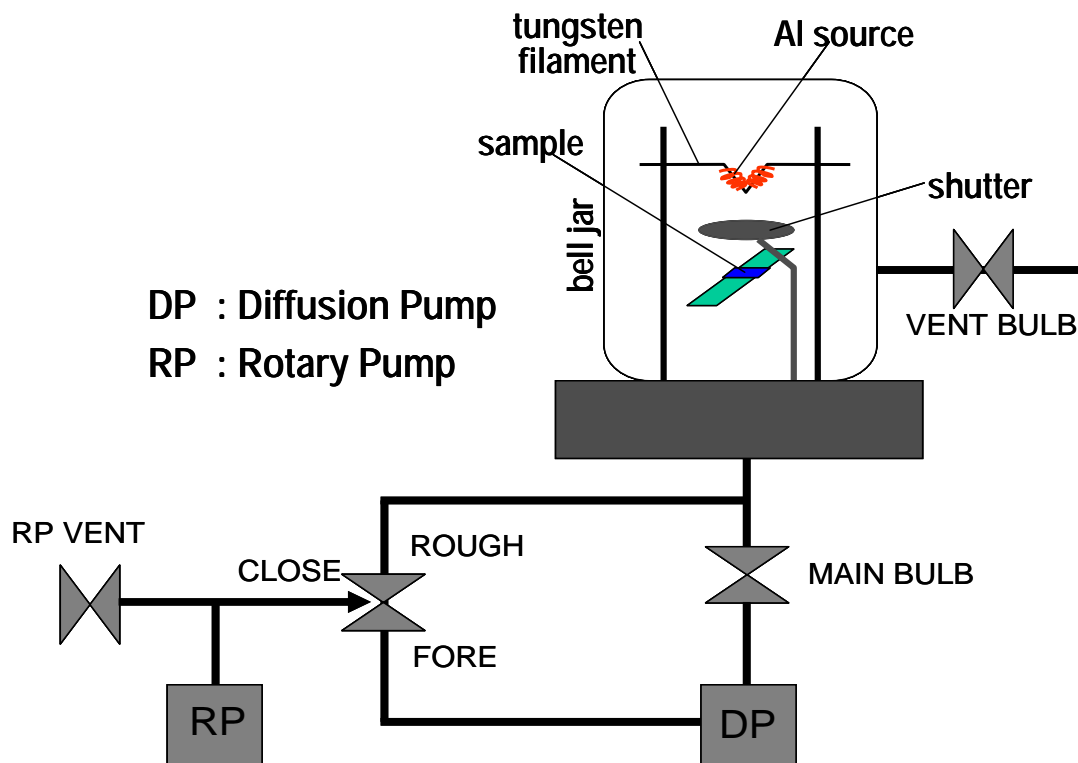 tungsten
filament
Al source
sample
shutter
bell jar
DP : Diffusion Pump
RP : Rotary Pump
VENT BULB
RP VENT
CLOSE
ROUGH
MAIN BULB
FORE
RP
DP